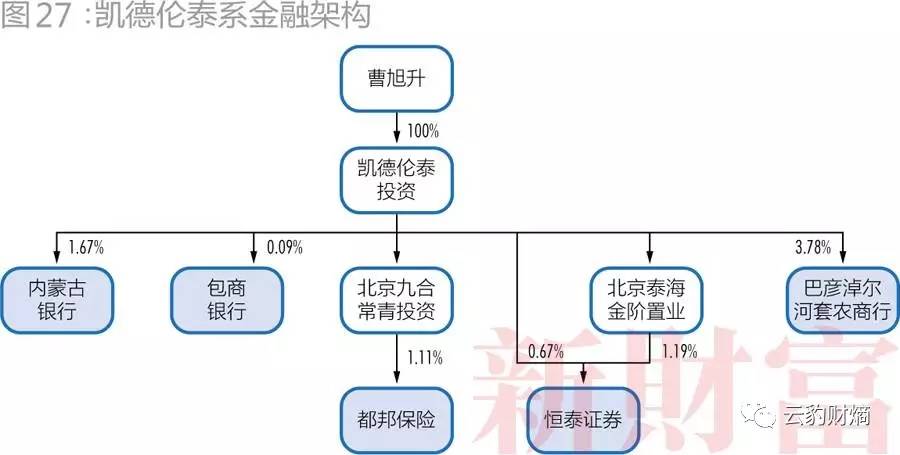 图27：凯德伦泰系金融架构
曹旭升
100%
凯德伦泰
投资
1.67%
0.09%
3.78%
内蒙古
银行
包商
银行
北京九合
常青投资
北京泰海
金阶置业
巴彦淖尔
河套农商行
1.11%
0.67%
1.19%
都邦保险
恒泰证券
新財富
云豹财熵